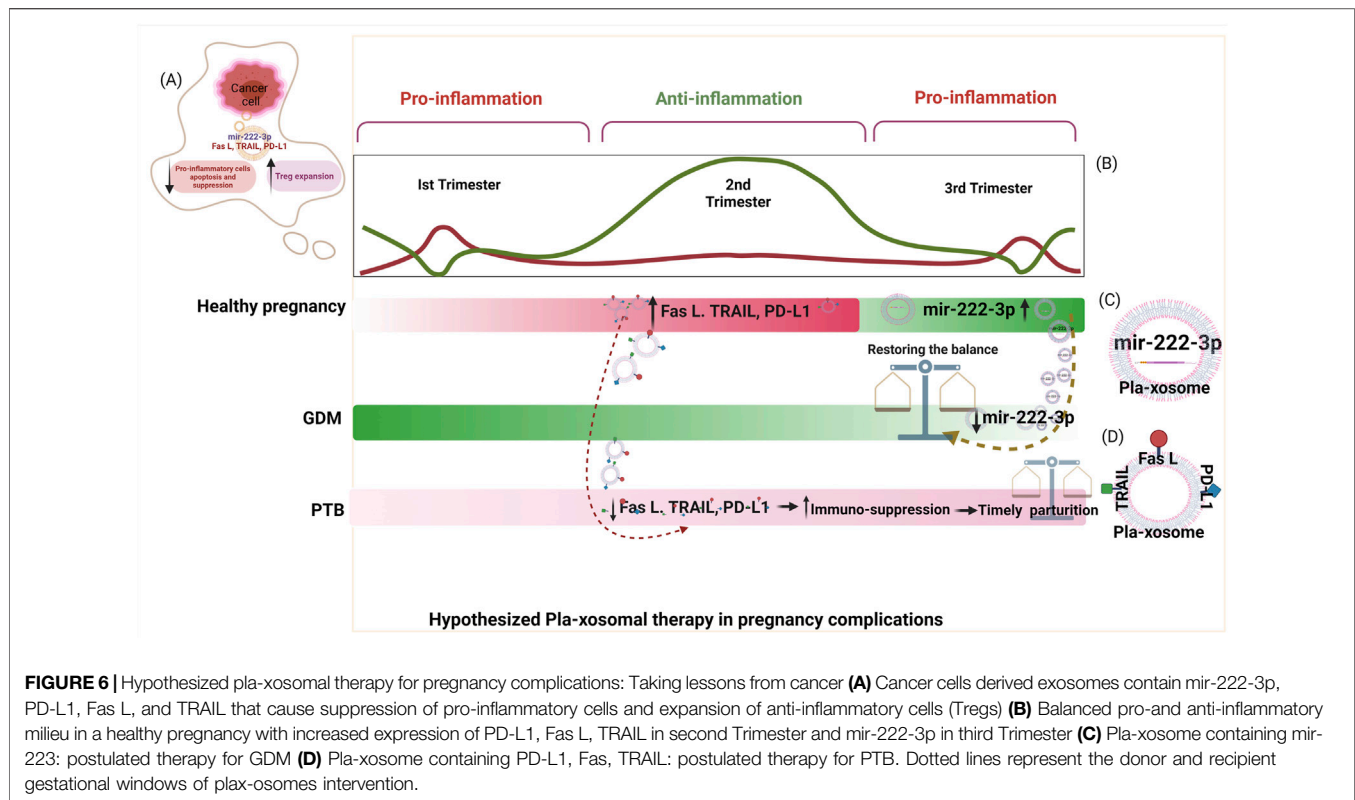 (A)
Cancer
cell
mir-222-3p
Fas L, TRAIL, PD-L1
Pro-inflammatory cells
apoptosis and
suppression
Treg expansion
Pro-inflammation
Anti-inflammation
Pro-inflammation
(B)
1st Trimester
2nd
Trimester
3rd Trimester
Healthy pregnancy
Fas L. TRAIL, PD-L1
mir-222-3p
(C)
mir-222-3p
Pla-xosome
Restoring the balance
GDM
mir-222-3p
(D)
Fas L
TRAIL
PD-L1
Pla-xosome
PTB
Fas L. TRAIL, PD-L1
Immuno-suppression
Timely parturition
Hypothesized Pla-xosomal therapy in pregnancy complications
FIGURE 6 | Hypothesized pla-xosomal therapy for pregnancy complications: Taking lessons from cancer (A) Cancer cells derived exosomes contain mir-222-3p,
PD-L1, Fas L, and TRAIL that cause suppression of pro-inflammatory cells and expansion of anti-inflammatory cells (Tregs) (B) Balanced pro-and anti-inflammatory
milieu in a healthy pregnancy with increased expression of PD-L1, Fas L, TRAIL in second Trimester and mir-222-3p in third Trimester (C) Pla-xosome containing mir-
223: postulated therapy for GDM (D) Pla-xosome containing PD-L1, Fas, TRAIL: postulated therapy for PTB. Dotted lines represent the donor and recipient
gestational windows of plax-osomes intervention.